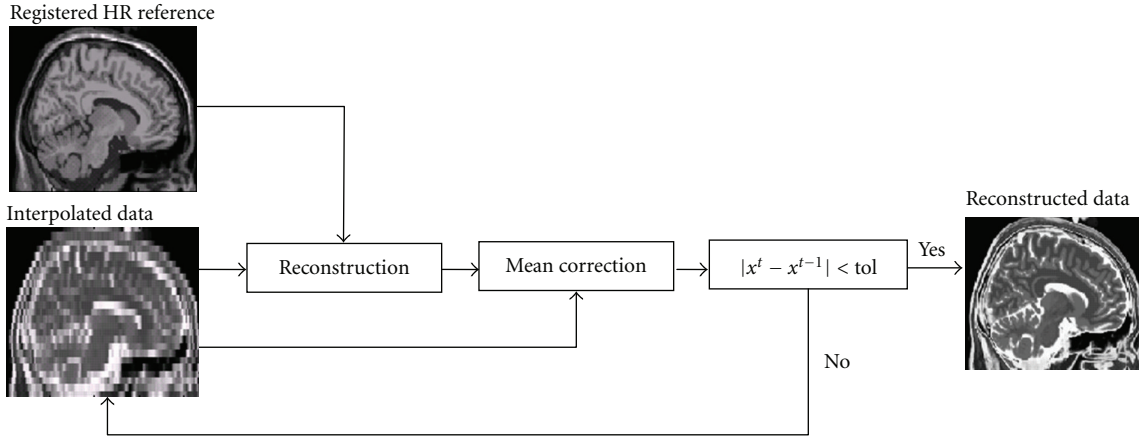 Registered HR reference
Interpolated data
Reconstruction
Mean correction
|x^t − x^{t−1}| < tol
Yes
Reconstructed data
No